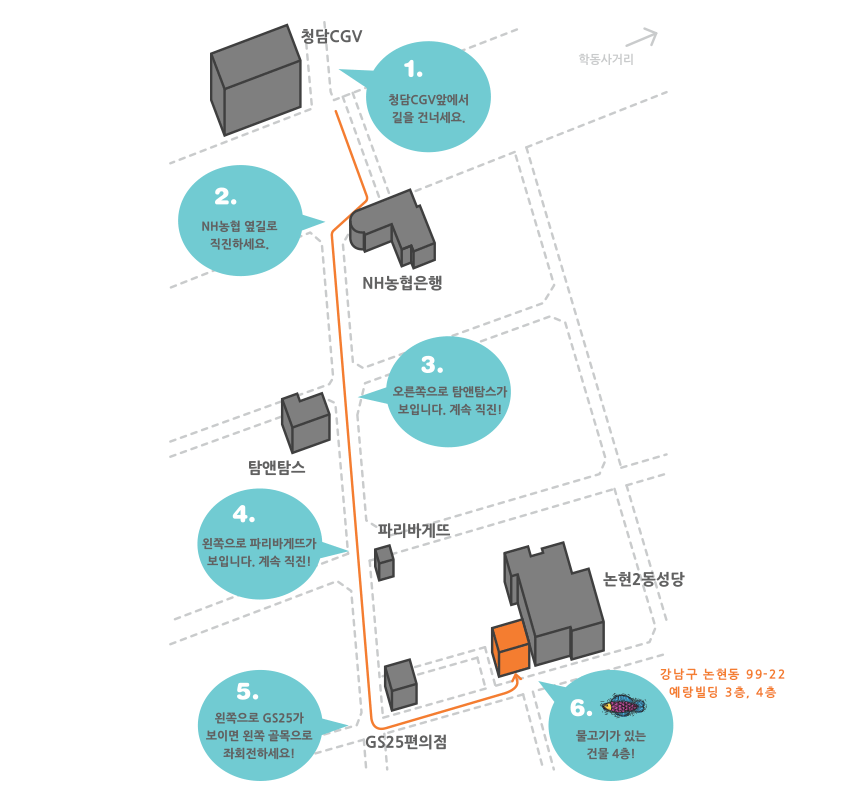 청담CGV
학동사거리
1.
청담CGV앞에서
길을 건너세요.
2.
NH농협 옆길로
직진하세요.
NH농협은행
3.
오른쪽으로 탐앤탐스가
보입니다. 계속 직진!
탐앤탐스
4.
왼쪽으로 파리바게뜨가
보입니다. 계속 직진!
파리바게뜨
논현2동성당
강남구 논현동 99-22
예랑빌딩 3층, 4층
5.
왼쪽으로 GS25가
보이면 왼쪽 골목으로
좌회전하세요!
GS25편의점
6.
물고기가 있는
건물 4층!